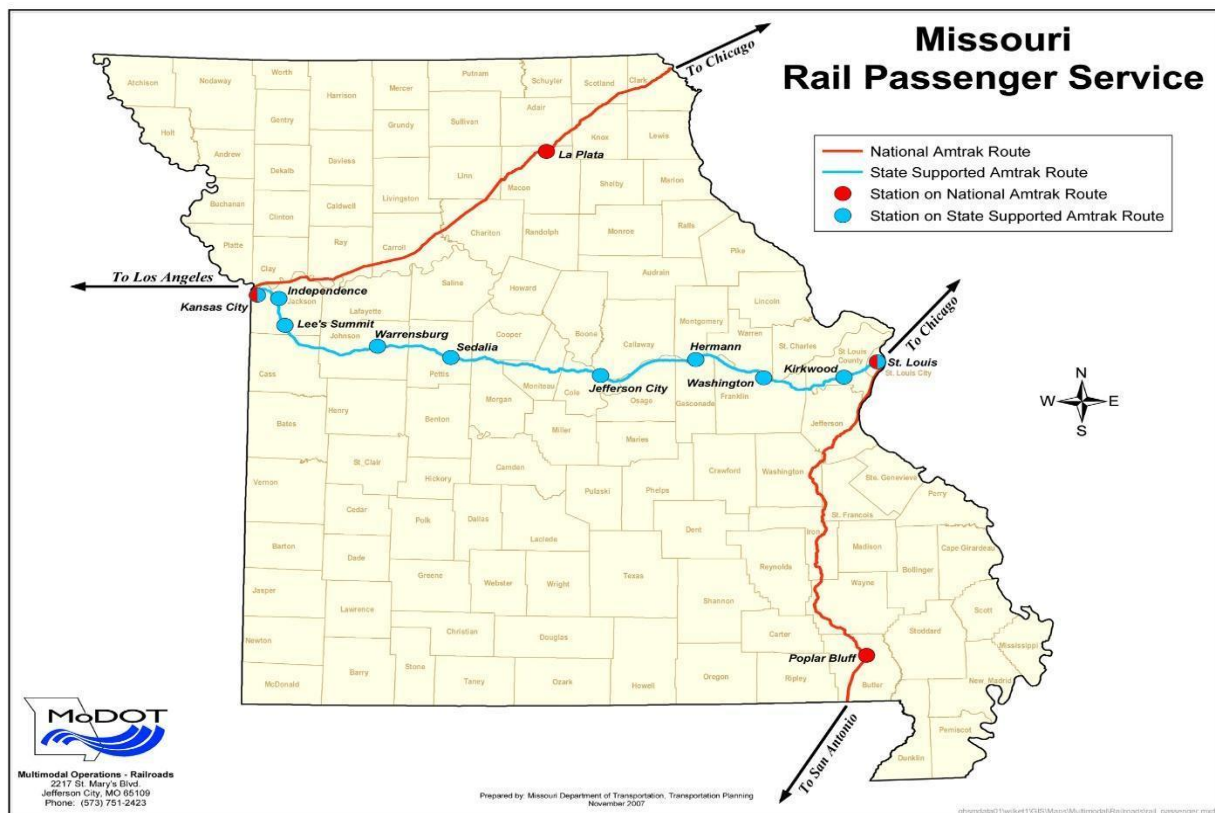 Missouri
Rail Passenger Service
National Amtrak Route
State Supported Amtrak Route
Station on National Amtrak Route
Station on State Supported Amtrak Route
To Chicago
Atchison
Nodaway
Worth
Harrison
Mercer
Putnam
Schuyler
Scotland
Clark
Holt
Gentry
Grundy
Sullivan
Adair
Knox
Lewis
Andrew
Dekalb
Daviess
La Plata
Linn
Macon
Shelby
Marion
Buchanan
Clinton
Caldwell
Livingston
Platte
Ray
Carroll
Chariton
Randolph
Monroe
Ralls
Pike
Clay
To Los Angeles
Kansas City
Independence
Jackson
Lafayette
Saline
Howard
Audrain
Lincoln
To Chicago
Lee's Summit
Johnson
Warrensburg
Sedalia
Pettis
Cooper
Boone
Callaway
Montgomery
Warren
St. Charles
St Louis
County
Hermann
Kirkwood
St. Louis
St. Louis City
Cass
Moniteau
Cole
Jefferson City
Osage
Gasconade
Washington
Franklin
Jefferson
N
W
E
S
Henry
Benton
Morgan
Miller
Maries
Bates
St. Clair
Hickory
Camden
Pulaski
Phelps
Crawford
Washington
Ste. Genevieve
Perry
St. Francois
Vernon
Cedar
Polk
Dallas
Laclede
Dent
Iron
Madison
Cape Girardeau
Barton
Dade
Greene
Webster
Wright
Texas
Reynolds
Wayne
Bollinger
Jasper
Lawrence
Christian
Douglas
Shannon
Carter
Scott
Stoddard
Mississippi
Newton
McDonald
Barry
Stone
Taney
Ozark
Howell
Oregon
Ripley
Poplar Bluff
Butler
New Madrid
Pemiscot
Dunklin
To San Antonio
MoDOT
Multimodal Operations - Railroads
2217 St. Mary's Blvd.
Jefferson City, MO 65109
Phone: (573) 751-2423
Prepared by: Missouri Department of Transportation, Transportation Planning
November 2007